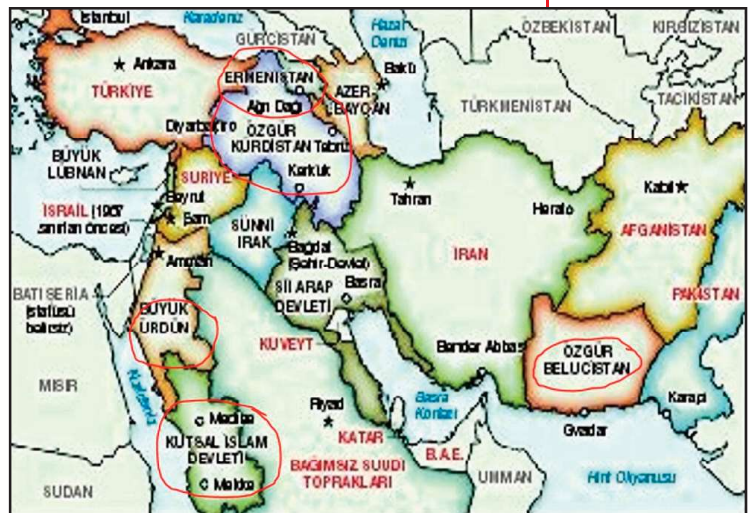 İstanbul
Karadeniz
Hazar
Denizi
ÖZBEKİSTAN
KIRGIZİSTAN
GÜRCİSTAN
Ankara
ERMENİSTAN
Bakü
TÜRKİYE
AZER-
BAYCAN
TÜRKMENİSTAN
TACİKİSTAN
Ağrı Dağı
Diyarbakır
ÖZGÜR
KÜRDİSTAN
Tebriz
BÜYÜK
LÜBNAN
SURİYE
Kerkük
Kabil
Beyrut
Tahran
Herat
İSRAİL (1967
sınırları öncesi)
Şam
SÜNNİ
IRAK
AFGANİSTAN
Bağdat
(Şehir-Devlet)
İRAN
Amman
Şİİ ARAP
DEVLETİ
Basra
BATI ŞERİA
(statüsü
belirsiz)
PAKİSTAN
BÜYÜK
ÜRDÜN
KUVEYT
Bender Abbas
ÖZGÜR
BELUCİSTAN
MISIR
Kızıldeniz
Basra
Körfezi
Karaçi
Medine
Riyad
Gvadar
KUTSAL İSLAM
DEVLETİ
KATAR
B.A.E.
BAĞIMSIZ SUUDİ
TOPRAKLARI
Mekke
UMMAN
Hint Okyanusu
SUDAN